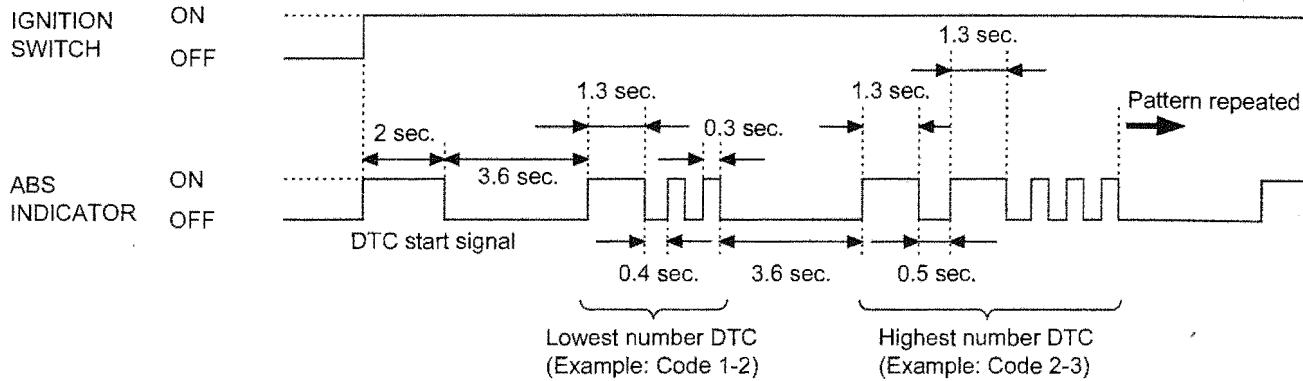 IGNITION
SWITCH
ON
OFF
1.3 sec.
1.3 sec.
1.3 sec.
Pattern repeated
2 sec.
0.3 sec.
3.6 sec.
ABS
INDICATOR
ON
OFF
DTC start signal
0.4 sec.
3.6 sec.
0.5 sec.
Lowest number DTC
(Example: Code 1-2)
Highest number DTC
(Example: Code 2-3)